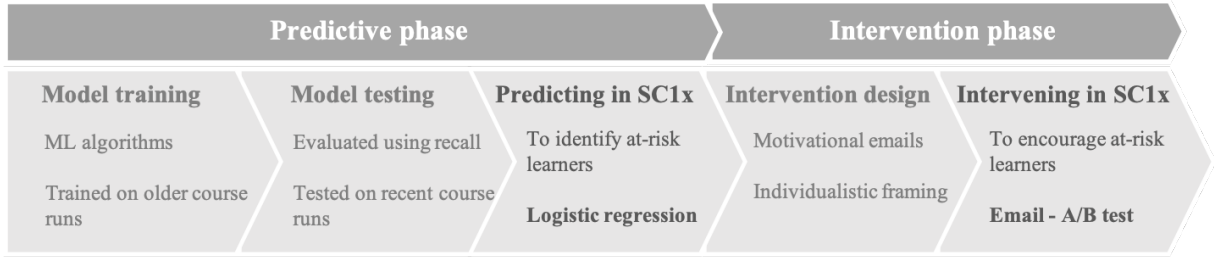 Predictive phase
Intervention phase
Model training
ML algorithms
Trained on older course
runs
Model testing
Evaluated using recall
Tested on recent course
runs
Predicting in SC1x
To identify at-risk
learners
Logistic regression
Intervention design
Motivational emails
Individualistic framing
Intervening in SC1x
To encourage at-risk
learners
Email - A/B test